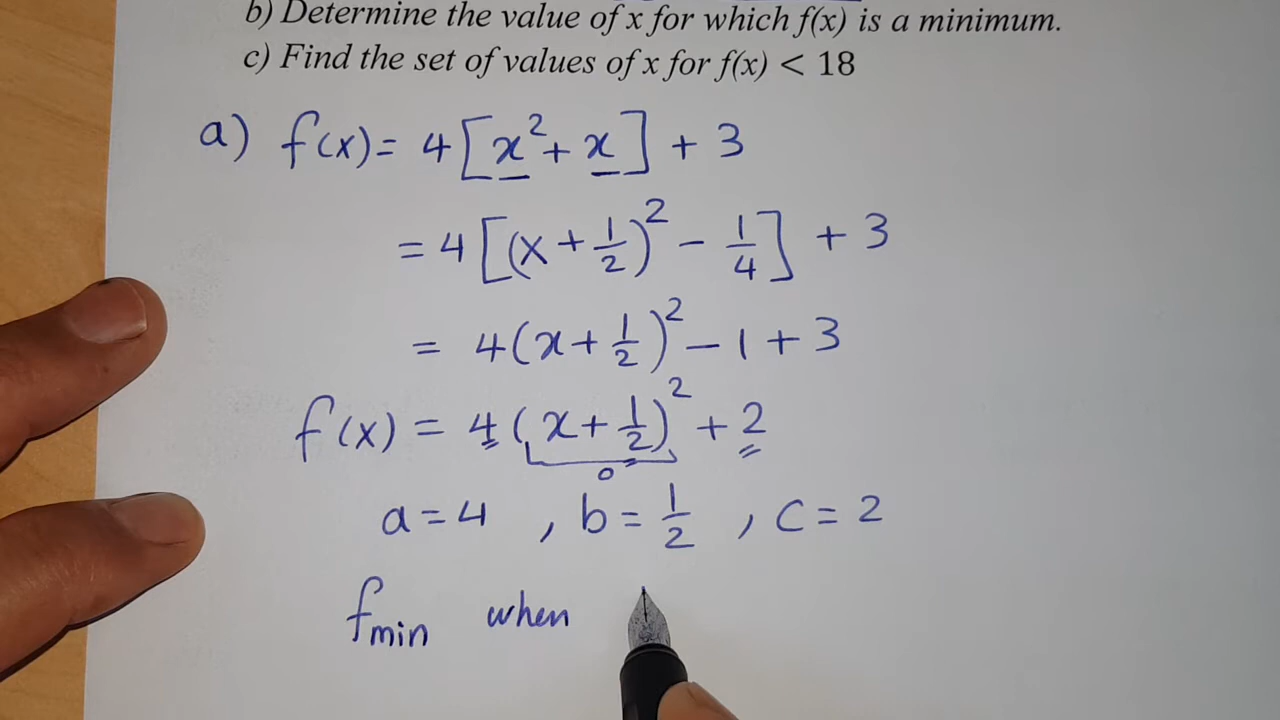 b) Determine the value of x for which f(x) is a minimum.
c) Find the set of values of x for f(x) < 18
a) f(x) = 4[x² + x] + 3
= 4[(x + 1/2)² - 1/4] + 3
= 4(x + 1/2)² - 1 + 3
f(x) = 4(x + 1/2)² + 2
0
a = 4 , b = 1/2 , c = 2
fmin when